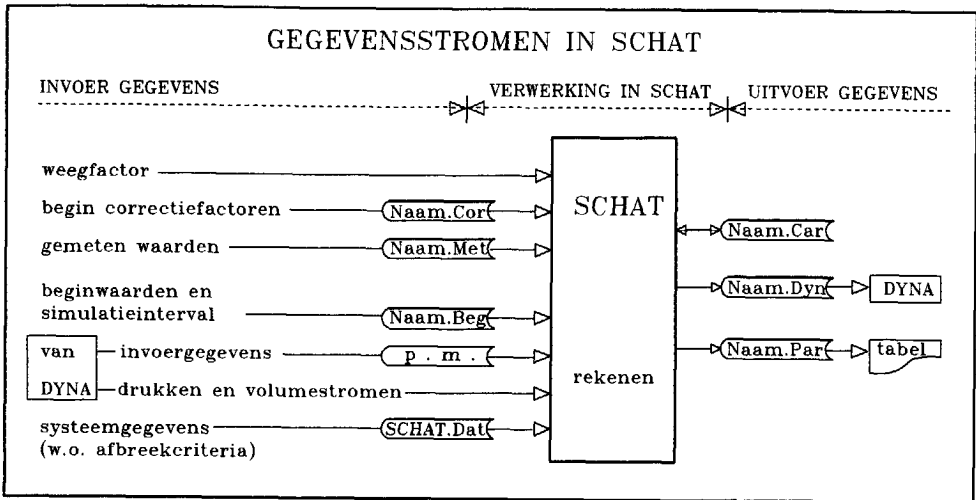 GEGEVENSSTROMEN IN SCHAT
INVOER GEGEVENS
VERWERKING IN SCHAT
UITVOER GEGEVENS
weegfactor
begin correctiefactoren
Naam.Cor
gemeten waarden
Naam.Met
beginwaarden en
simulatieinterval
Naam.Beg
van
invoergegevens
p . m .
DYNA
drukken en volumestromen
systeemgegevens
(w.o. afbreekcriteria)
SCHAT.Dat
SCHAT
rekenen
Naam.Car
Naam.Dyn
DYNA
Naam.Par
tabel